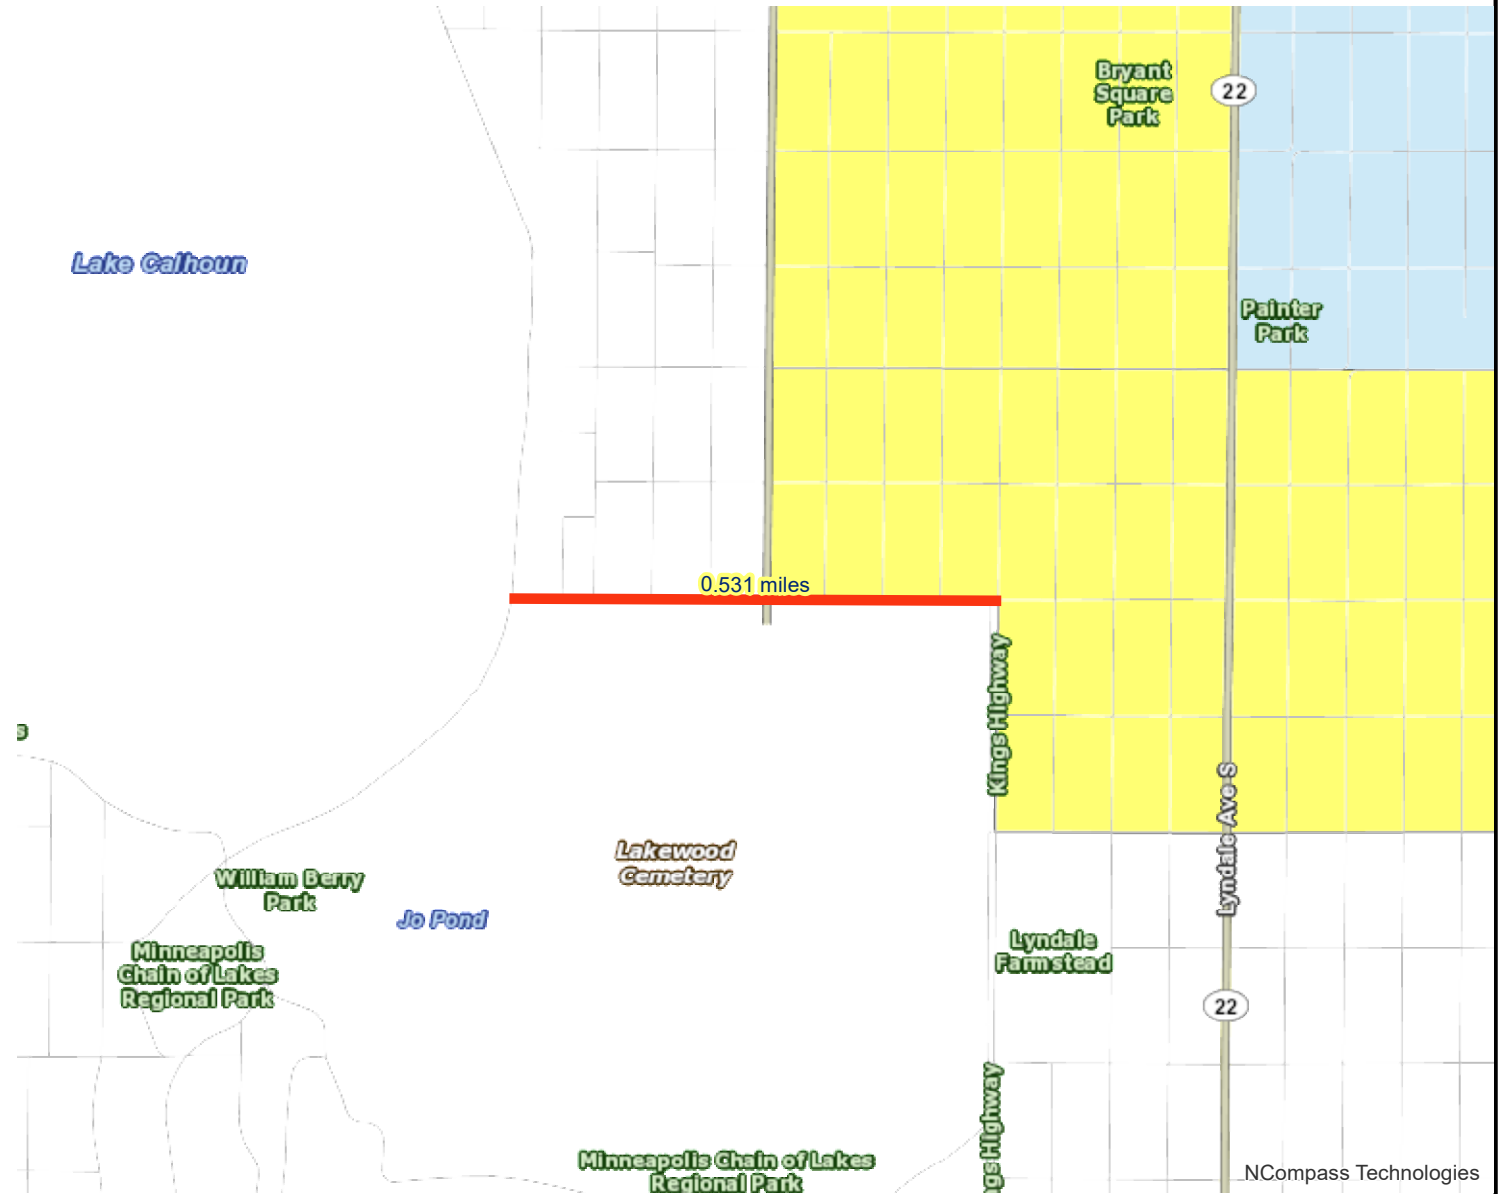 Bryant
Square
Park
22
Lake Calhoun
Painter
Park
0.531 miles
Kings Highway
s
Lyndale Ave S
Lakewood
Cemetery
William Berry
Park
Jo Pond
Minneapolis
Chain of Lakes
Regional Park
Lyndale
Farmstead
22
ngs Highway
Minneapolis Chain of Lakes
Regional Park
NCompass Technologies